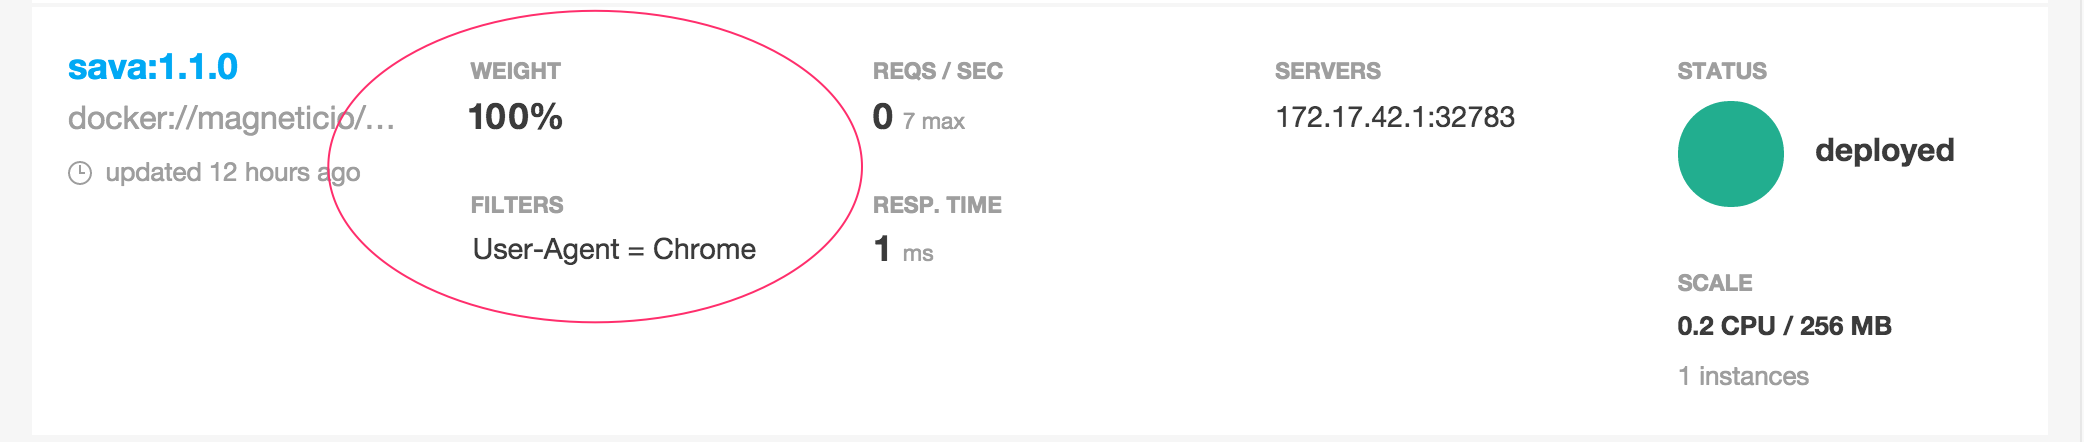 sava:1.1.0
docker://magneticio/...
updated 12 hours ago
WEIGHT
100%
FILTERS
User-Agent = Chrome
REQS / SEC
0 7 max
RESP. TIME
1 ms
SERVERS
172.17.42.1:32783
STATUS
deployed
SCALE
0.2 CPU / 256 MB
1 instances